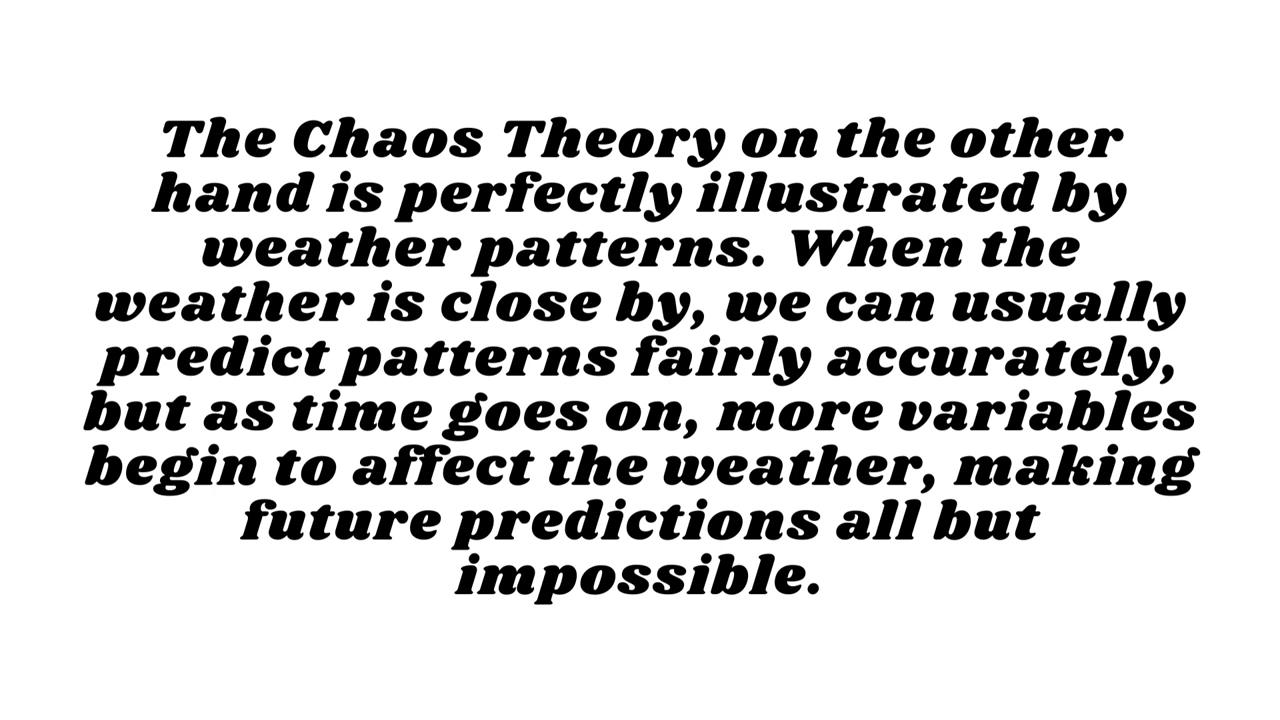 The Chaos Theory on the other
hand is perfectly illustrated by
weather patterns. When the
weather is close by, we can usually
predict patterns fairly accurately,
but as time goes on, more variables
begin to affect the weather, making
future predictions all but
impossible.